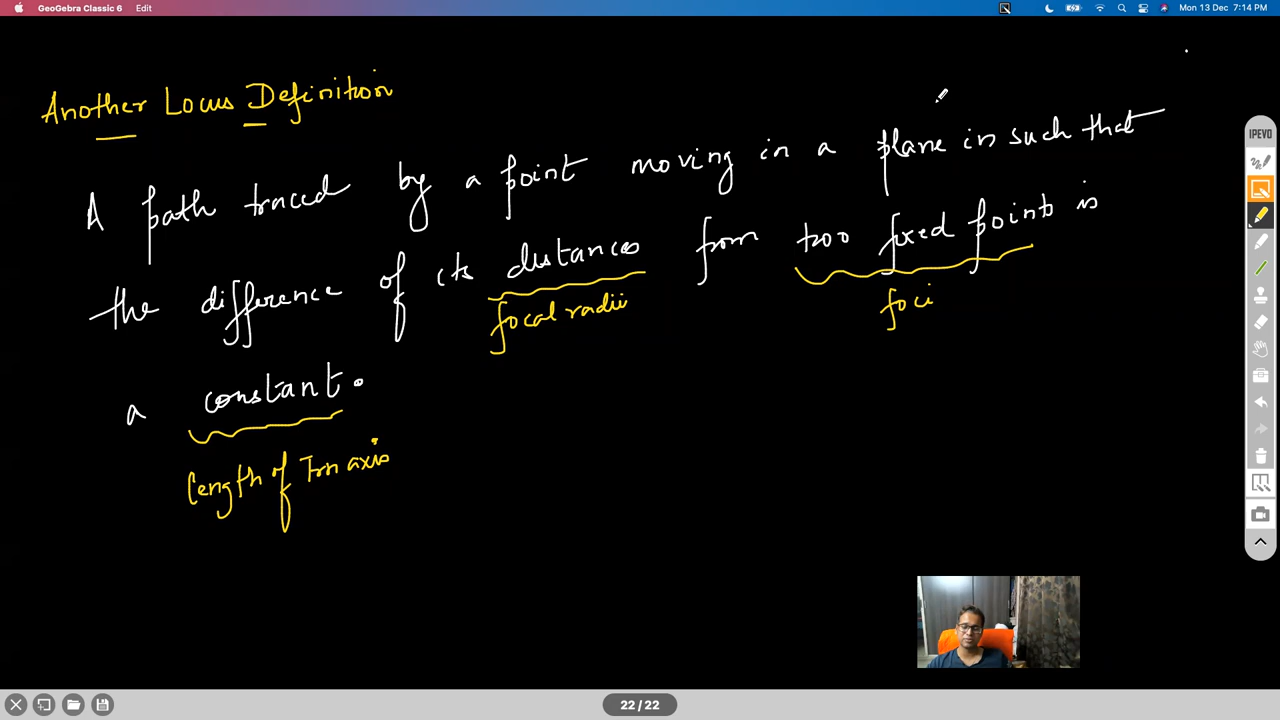 GeoGebra Classic 6 Edit Mon 13 Dec 7:14 PM
Another Locus Definition
A path traced by a point moving in a plane in such that
the difference of its distances from two fixed points is
focal radii foci
a constant.
length of Trn axis
IPEVO
22 / 22